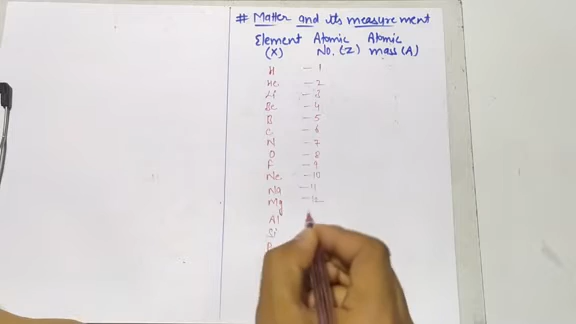 # Matter and its measurement
Element Atomic Atomic
(X) No. (Z) mass (A)
H — 1
He — 2
Li — 3
Be — 4
B — 5
C — 6
N — 7
O — 8
F — 9
Ne — 10
Na — 11
Mg — 12
Al
Si